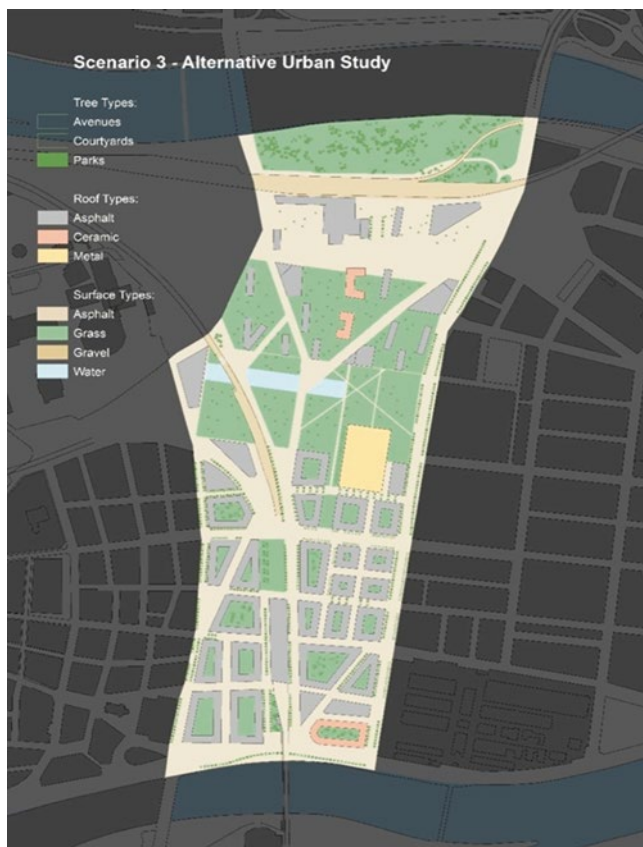 Scenario 3 - Alternative Urban Study
Tree Types:
Avenues
Courtyards
Parks
Roof Types:
Asphalt
Ceramic
Metal
Surface Types:
Asphalt
Grass
Gravel
Water